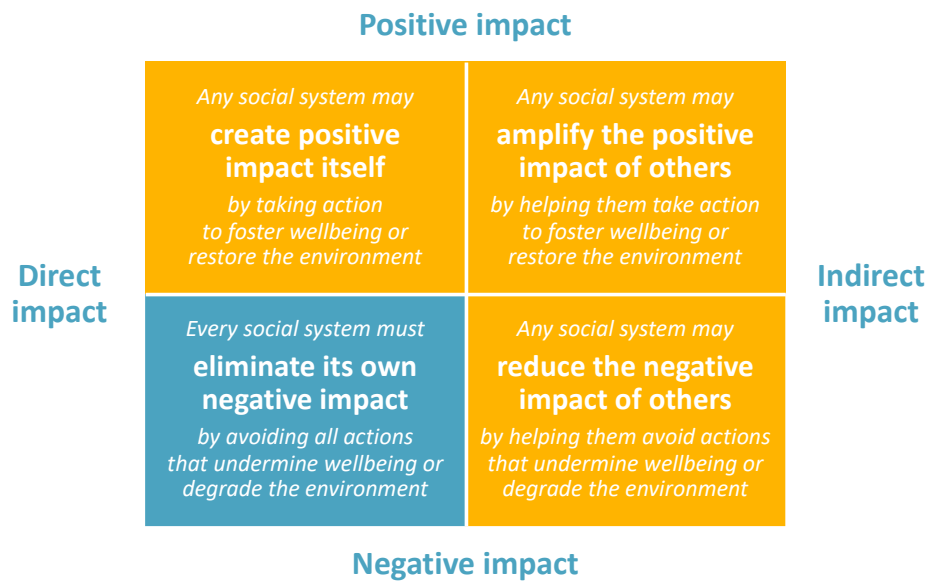 Positive impact
Any social system may
create positive
impact itself
by taking action
to foster wellbeing or
restore the environment
Any social system may
amplify the positive
impact of others
by helping them take action
to foster wellbeing or
restore the environment
Direct
impact
Indirect
impact
Every social system must
eliminate its own
negative impact
by avoiding all actions
that undermine wellbeing or
degrade the environment
Any social system may
reduce the negative
impact of others
by helping them avoid actions
that undermine wellbeing or
degrade the environment
Negative impact